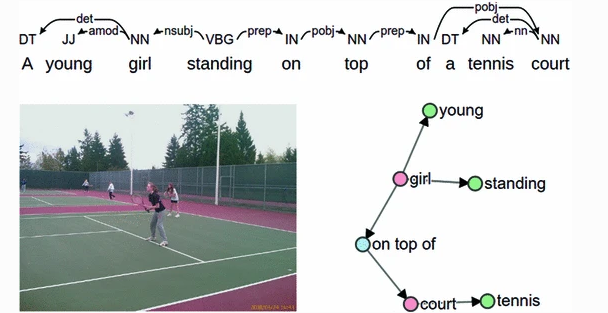 det amod nsubj prep pobj prep pobj det nn
DT JJ NN VBG IN NN IN DT NN NN
A young girl standing on top of a tennis court
young
girl
standing
on top of
court
tennis